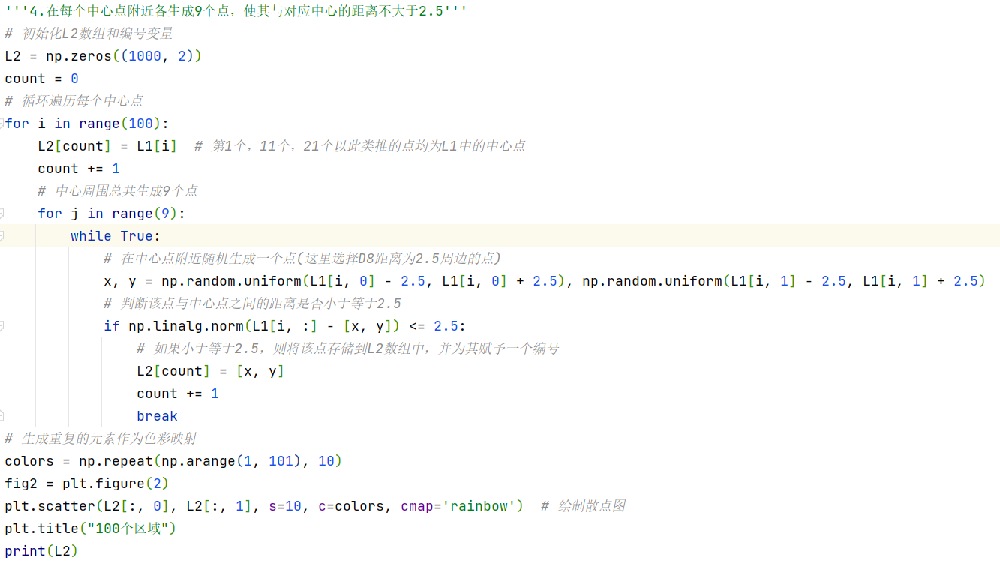 '''4.在每个中心点附近各生成9个点，使其与对应中心的距离不大于2.5'''
# 初始化L2数组和编号变量
L2 = np.zeros((1000, 2))
count = 0
# 循环遍历每个中心点
for i in range(100):
    L2[count] = L1[i]  # 第1个，11个，21个以此类推的点均为L1中的中心点
    count += 1
    # 中心周围总共生成9个点
    for j in range(9):
        while True:
            # 在中心点附近随机生成一个点(这里选择D8距离为2.5周边的点)
            x, y = np.random.uniform(L1[i, 0] - 2.5, L1[i, 0] + 2.5), np.random.uniform(L1[i, 1] - 2.5, L1[i, 1] + 2.5)
            # 判断该点与中心点之间的距离是否小于等于2.5
            if np.linalg.norm(L1[i, :] - [x, y]) <= 2.5:
                # 如果小于等于2.5，则将该点存储到L2数组中，并为其赋予一个编号
                L2[count] = [x, y]
                count += 1
                break
# 生成重复的元素作为色彩映射
colors = np.repeat(np.arange(1, 101), 10)
fig2 = plt.figure(2)
plt.scatter(L2[:, 0], L2[:, 1], s=10, c=colors, cmap='rainbow')  # 绘制散点图
plt.title("100个区域")
print(L2)